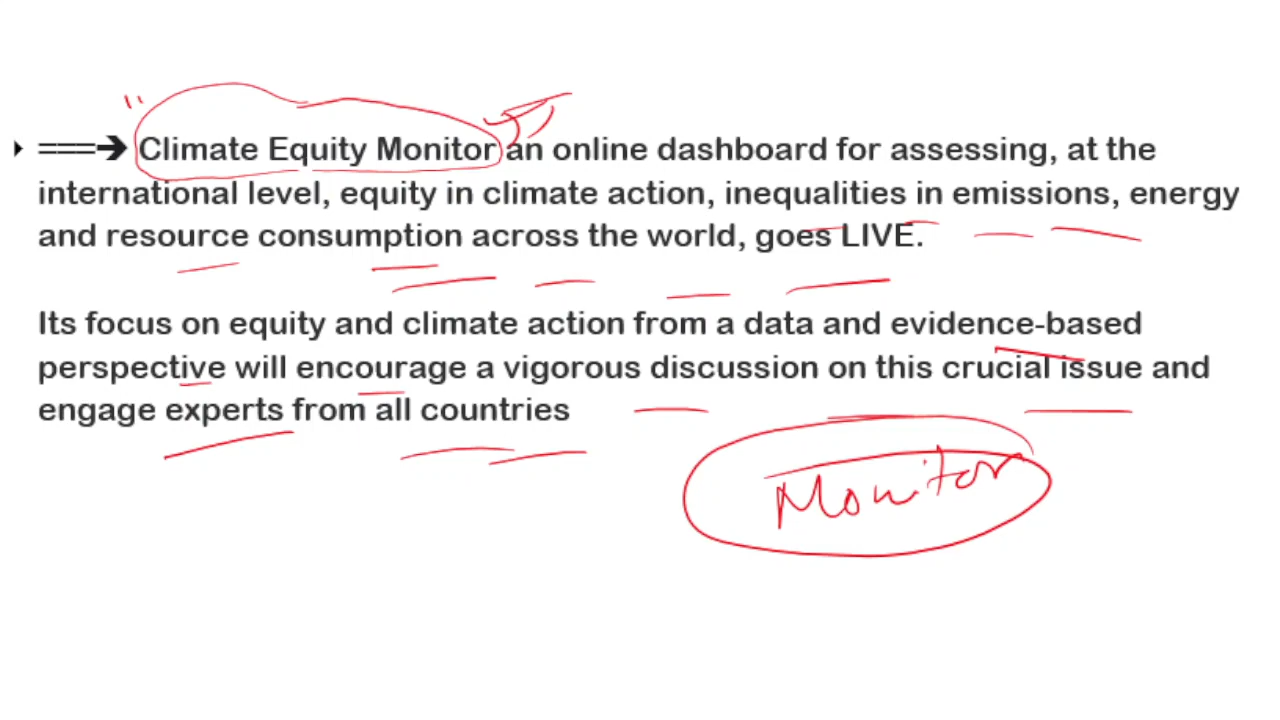 ===➔ Climate Equity Monitor an online dashboard for assessing, at the
international level, equity in climate action, inequalities in emissions, energy
and resource consumption across the world, goes LIVE.
Its focus on equity and climate action from a data and evidence-based
perspective will encourage a vigorous discussion on this crucial issue and
engage experts from all countries
Monitor